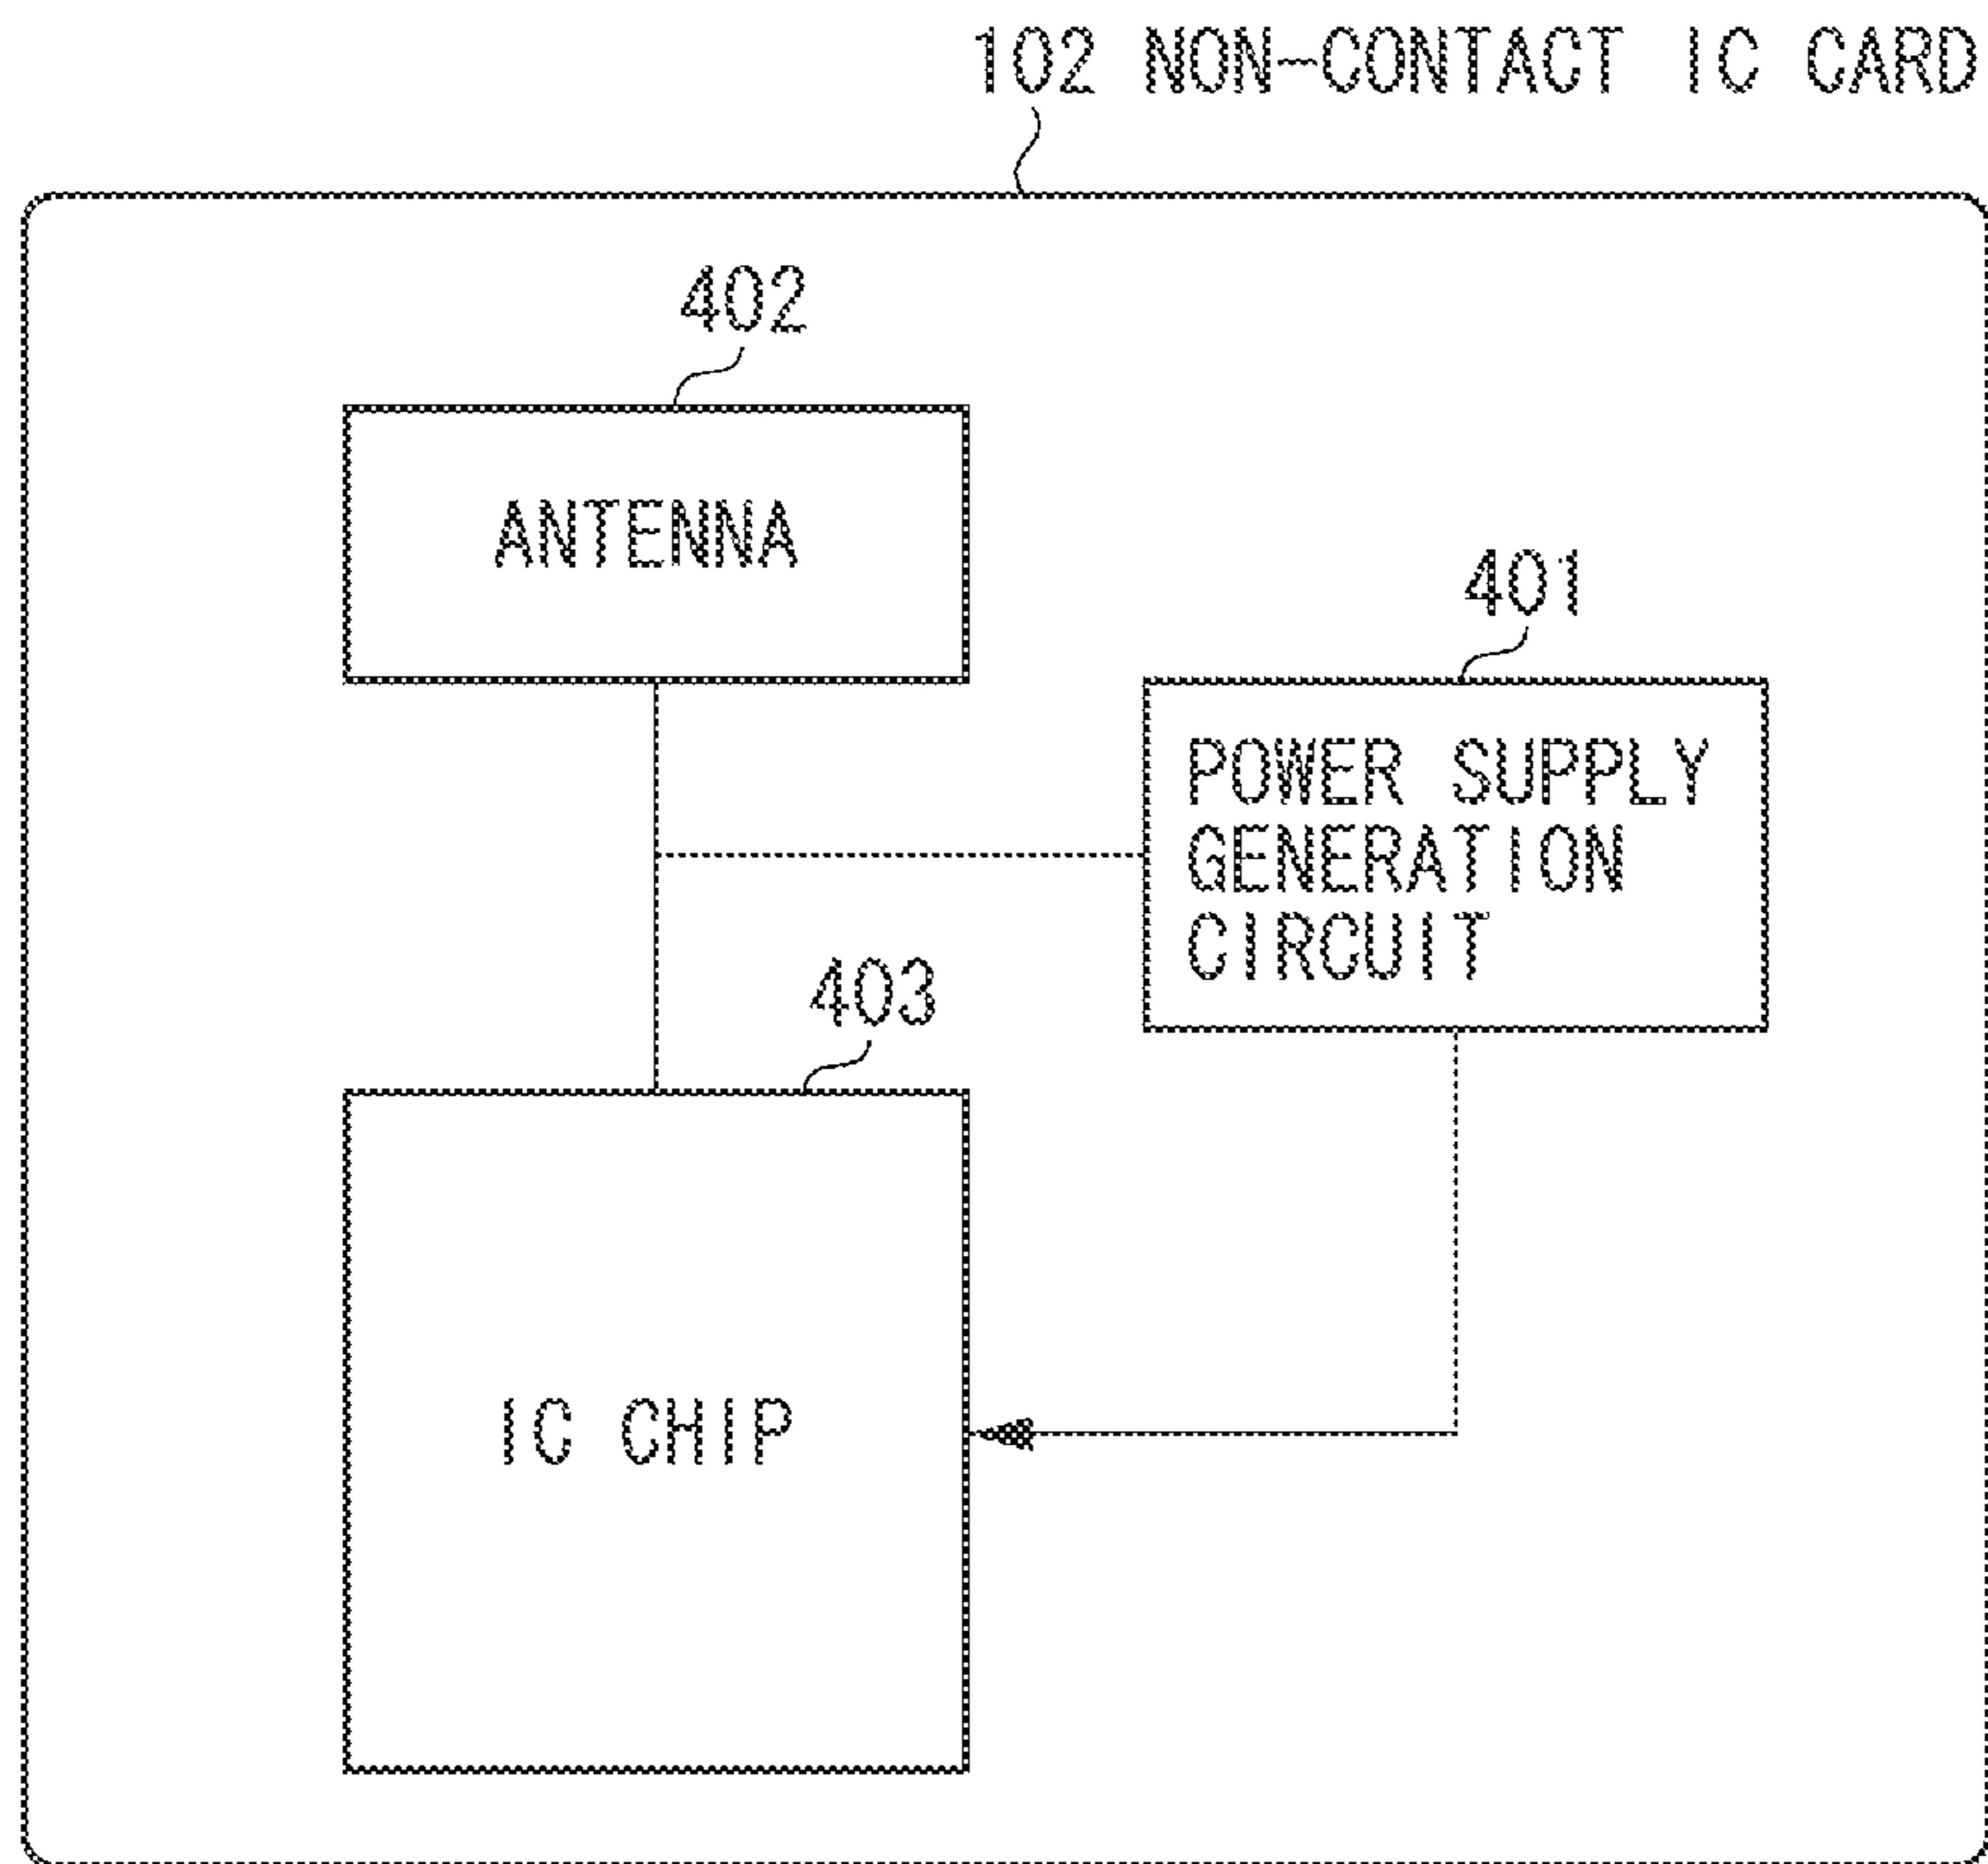 102 NON-CONTACT IC CARD
402
ANTENNA
401
POWER SUPPLY
GENERATION
CIRCUIT
403
IC CHIP